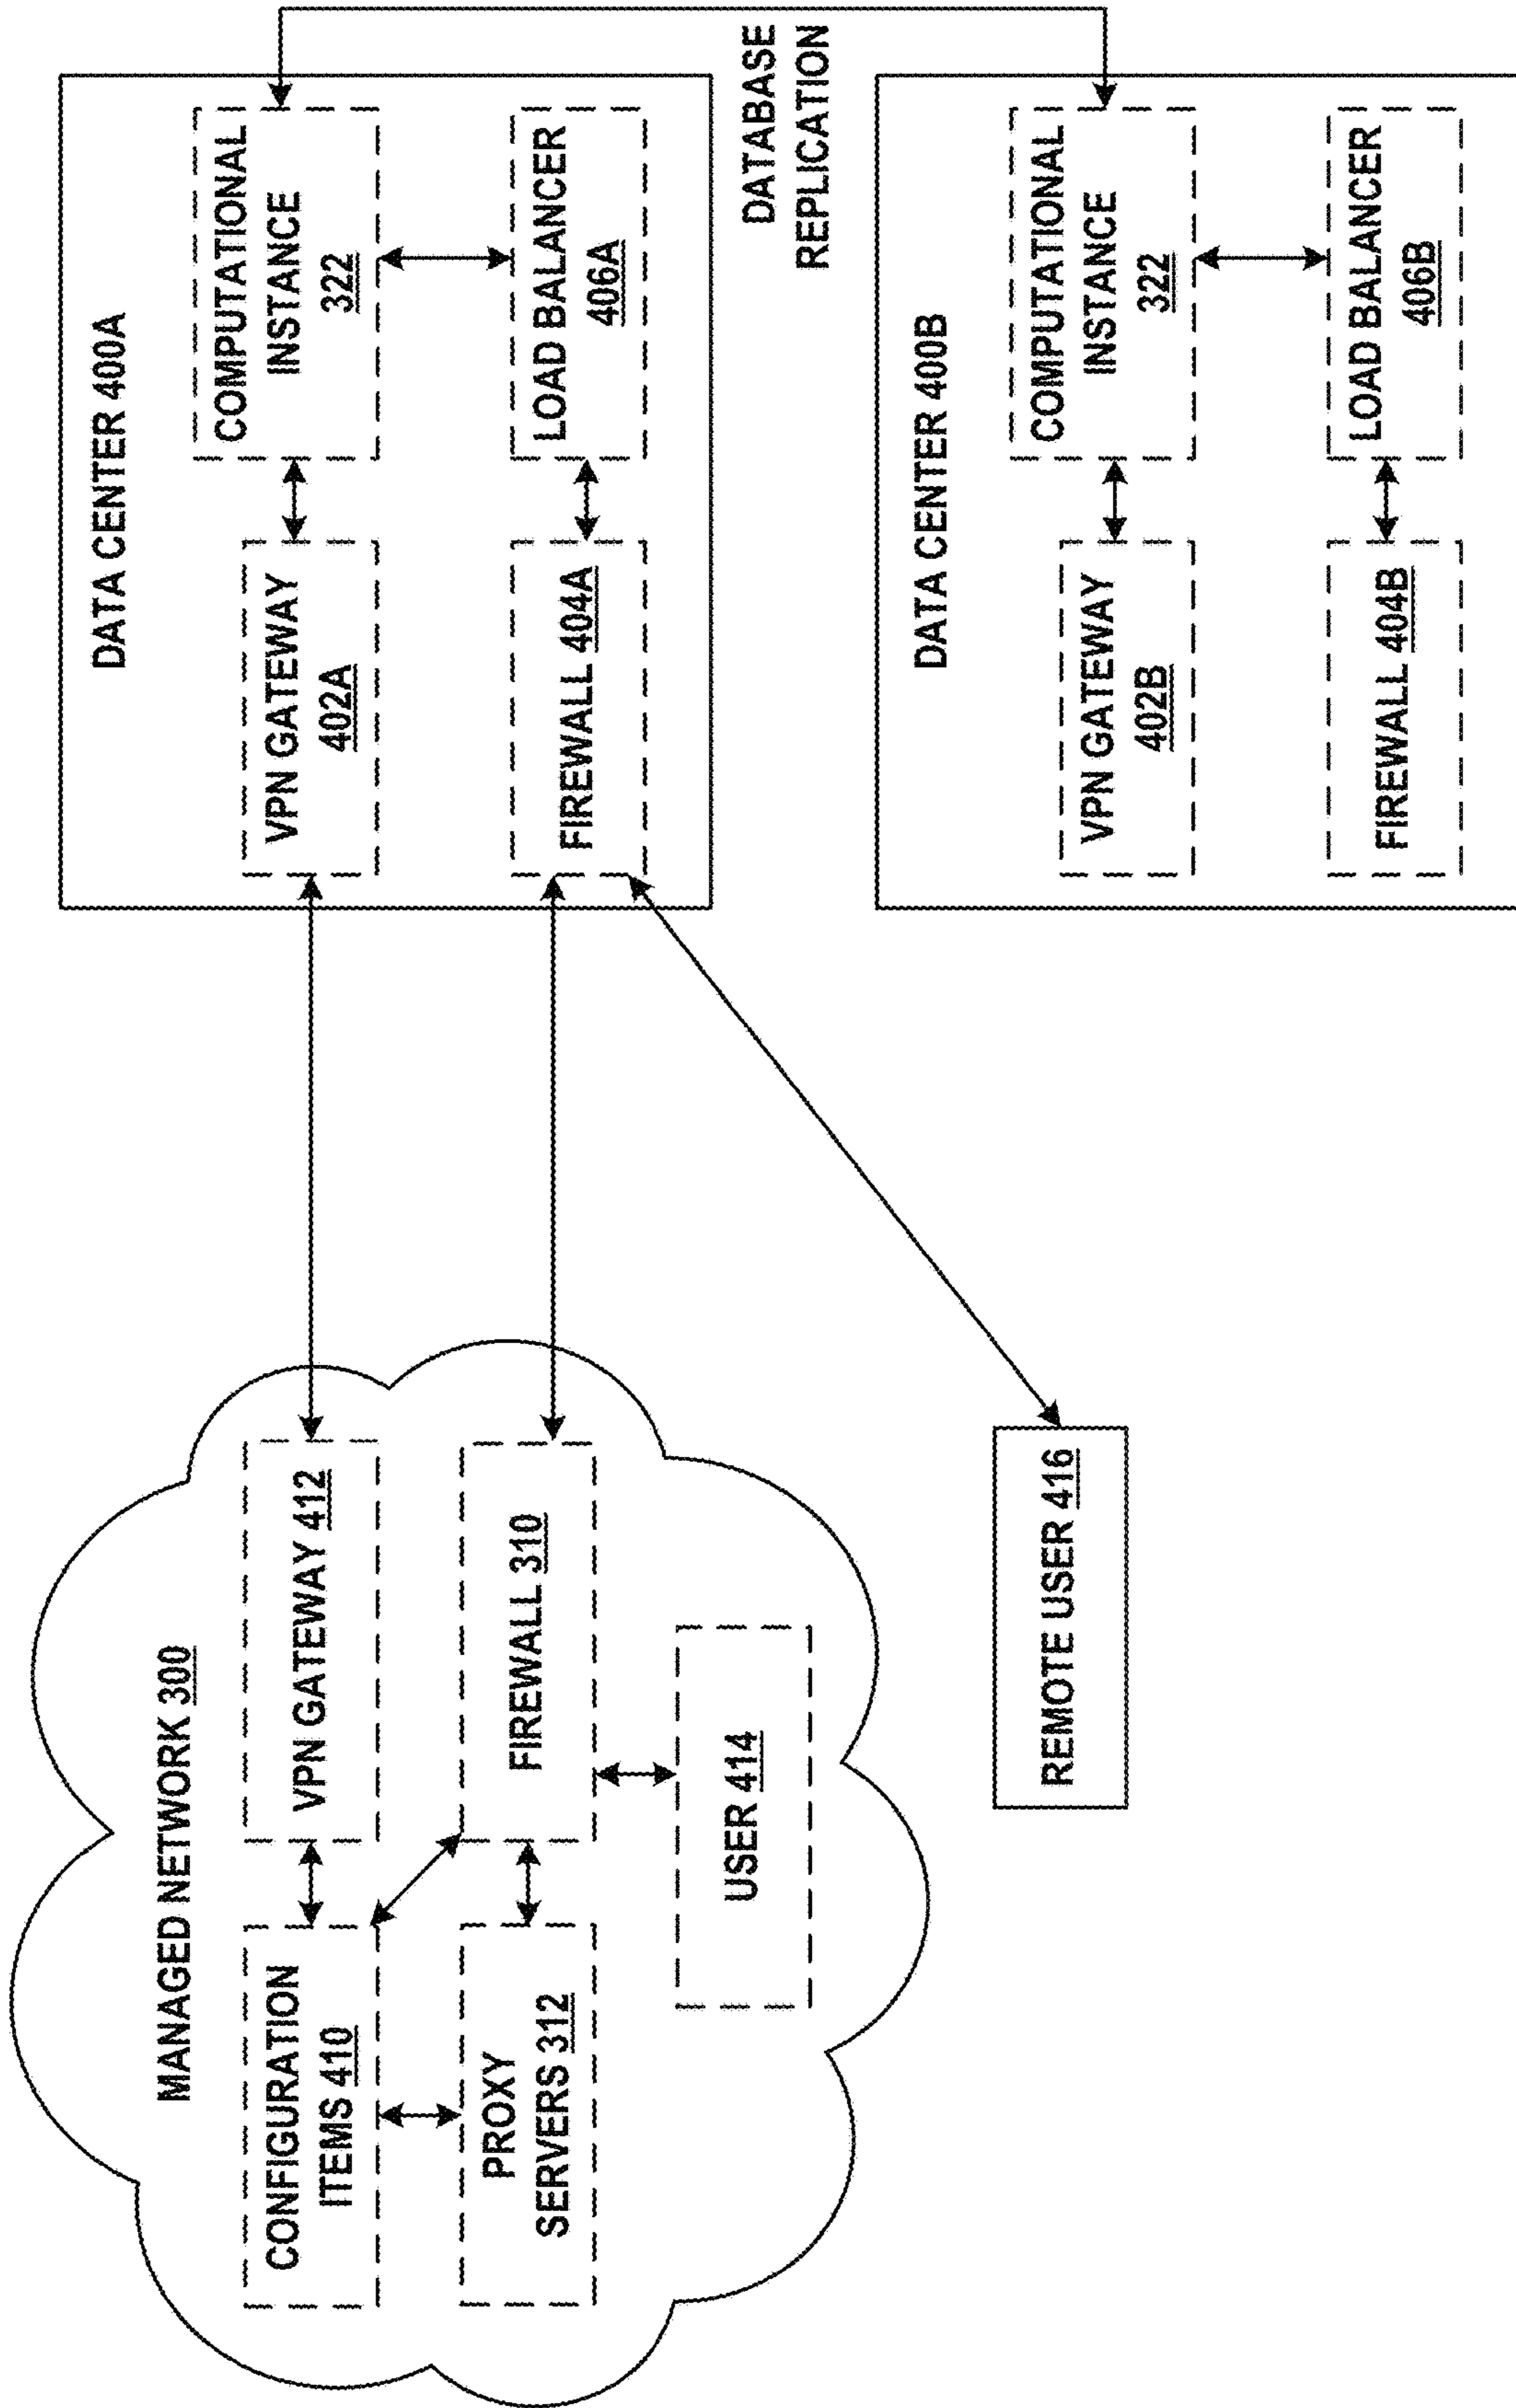 MANAGED NETWORK 300
CONFIGURATION
ITEMS 410
VPN GATEWAY 412
PROXY
SERVERS 312
FIREWALL 310
USER 414
REMOTE USER 416
DATA CENTER 400A
VPN GATEWAY
402A
COMPUTATIONAL
INSTANCE
322
FIREWALL 404A
LOAD BALANCER
406A
DATABASE
REPLICATION
DATA CENTER 400B
VPN GATEWAY
402B
COMPUTATIONAL
INSTANCE
322
FIREWALL 404B
LOAD BALANCER
406B